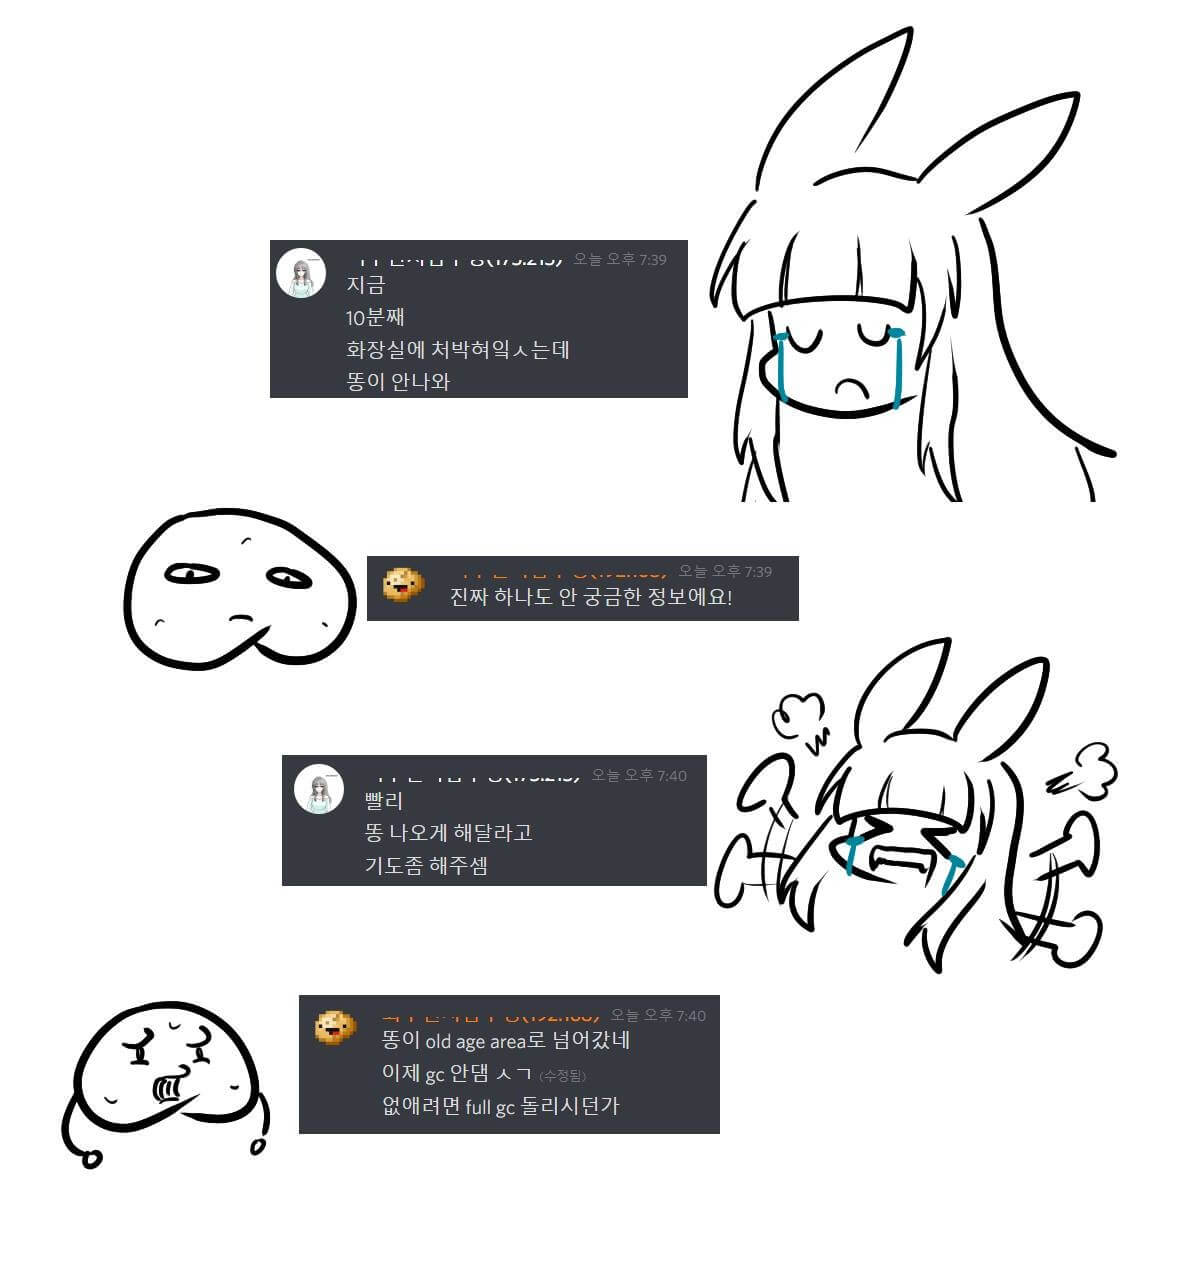 오늘 오후 7:39
지금
10분째
화장실에 처박혀잌ㅅ는데
똥이 안나와
오늘 오후 7:39
진짜 하나도 안 궁금한 정보에요!
오늘 오후 7:40
빨리
똥 나오게 해달라고
기도좀 해주셈
오늘 오후 7:40
똥이 old age area로 넘어갔네
이제 gc 안댐 ㅅㄱ (수정됨)
없애려면 full gc 돌리시던가